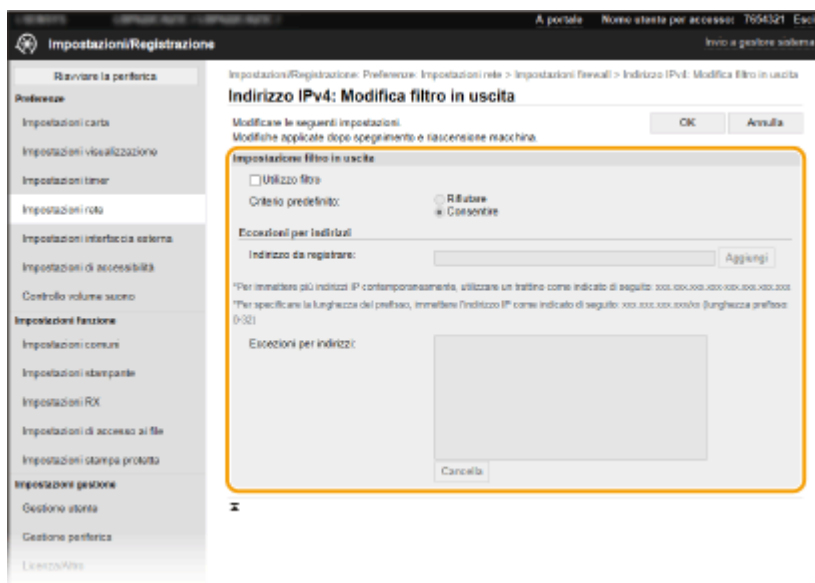 A portale Nome utente per accesso: 7654321 Esci
Impostazioni/Registrazione
Invio a gestore sistema
Riavviare la periferica
Preferenze
Impostazioni carta
Impostazioni visualizzazione
Impostazioni timer
Impostazioni rete
Impostazioni interfaccia esterna
Impostazioni di accessibilità
Controllo volume suono
Impostazioni funzione
Impostazioni comuni
Impostazioni stampante
Impostazioni RX
Impostazioni di accesso ai file
Impostazioni stampa protetta
Impostazioni gestione
Gestione utente
Gestione periferica
Licenza/Altro
Impostazioni/Registrazione: Preferenze: Impostazioni rete > Impostazioni firewall > Indirizzo IPv4: Modifica filtro in uscita
Indirizzo IPv4: Modifica filtro in uscita
Modificare le seguenti impostazioni.
Modifiche applicate dopo spegnimento e riascensione macchina.
OK Annulla
Impostazione filtro in uscita
Utilizzo filtro
Criterio predefinito:
Rifiutare
Consentire
Eccezioni per indirizzi
Indirizzo da registrare:
Aggiungi
*Per immettere più indirizzi IP contemporaneamente, utilizzare un trattino come indicato di seguito: xxx.xxx.xxx.xxx-xxx.xxx.xxx.xxx
*Per specificare la lunghezza del prefisso, immettere l'indirizzo IP come indicato di seguito: xxx.xxx.xxx.xxx/xx (lunghezza prefisso:
0-32)
Eccezioni per indirizzi:
Cancella